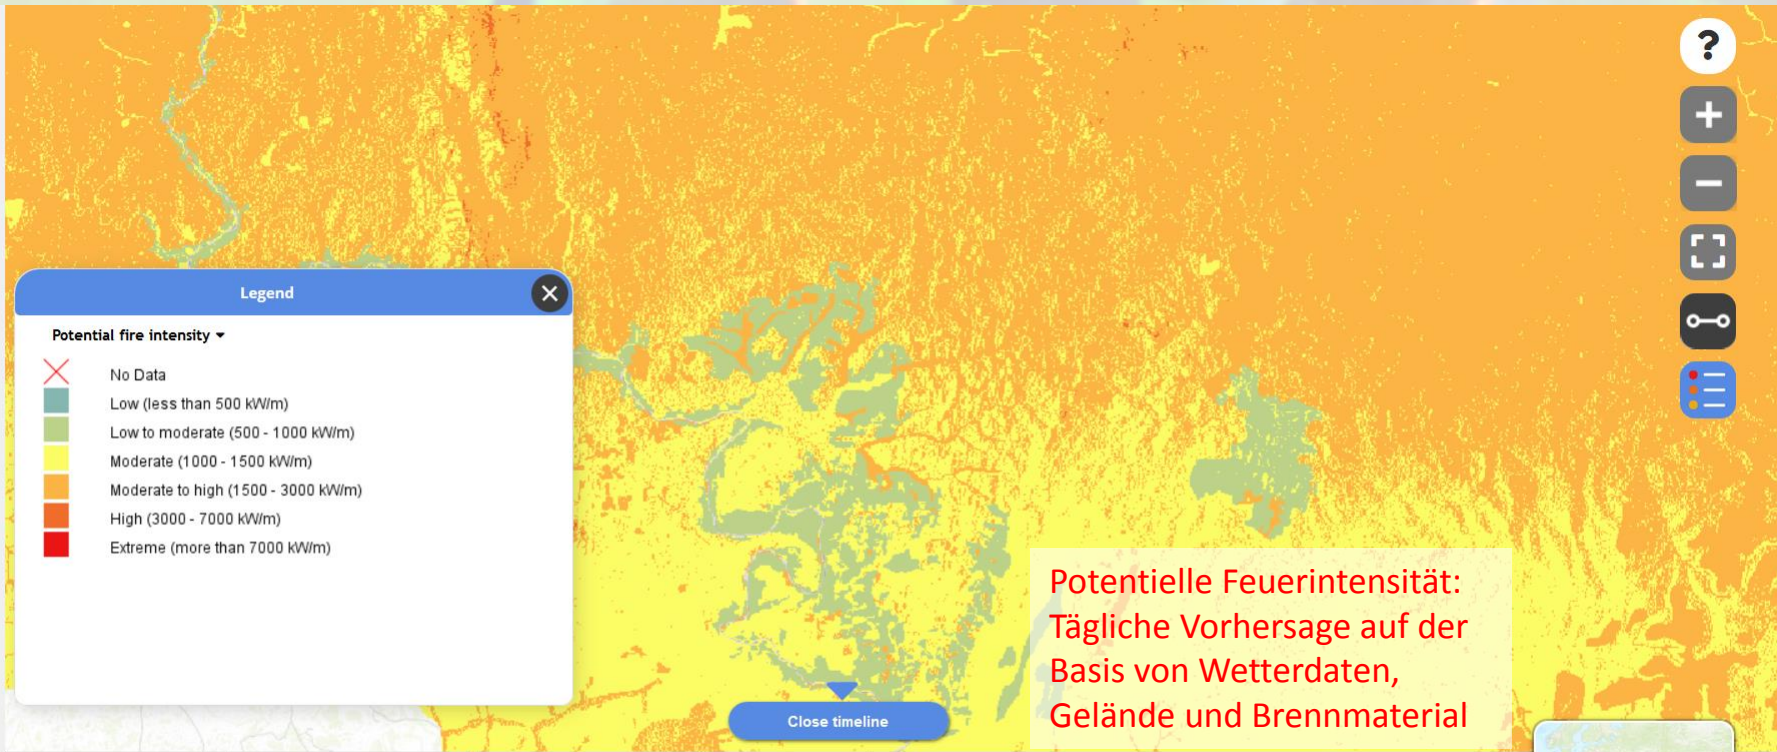 ?
Legend
Potential fire intensity
No Data
Low (less than 500 kW/m)
Low to moderate (500 - 1000 kW/m)
Moderate (1000 - 1500 kW/m)
Moderate to high (1500 - 3000 kW/m)
High (3000 - 7000 kW/m)
Extreme (more than 7000 kW/m)
Potentielle Feuerintensität:
Tägliche Vorhersage auf der
Basis von Wetterdaten,
Gelände und Brennmaterial
Close timeline